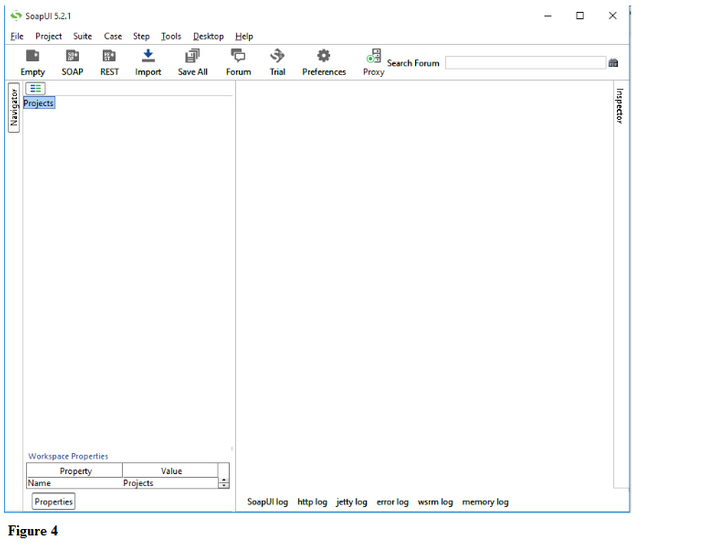 SoapUI 5.2.1
File Project Suite Case Step Tools Desktop Help
Empty SOAP REST Import Save All Forum Trial Preferences Proxy Search Forum
Navigator
Projects
Inspector
Workspace Properties
Property Value
Name Projects
Properties
SoapUI log http log jetty log error log wsrm log memory log
Figure 4